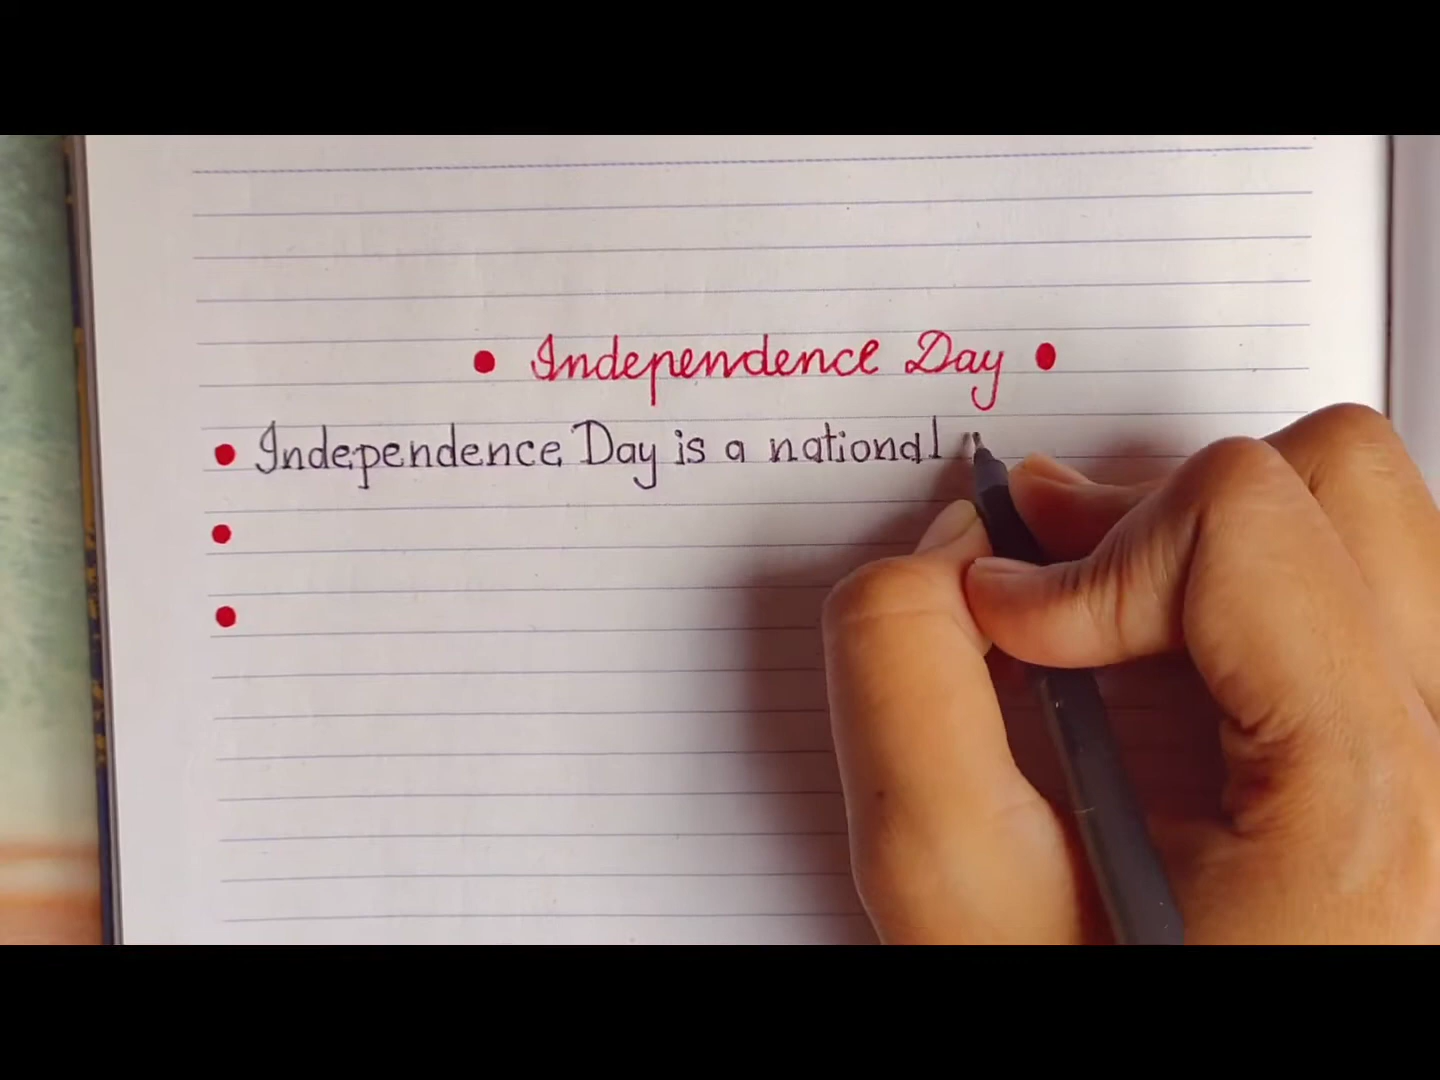 • Independence Day •
• Independence Day is a national
•
•